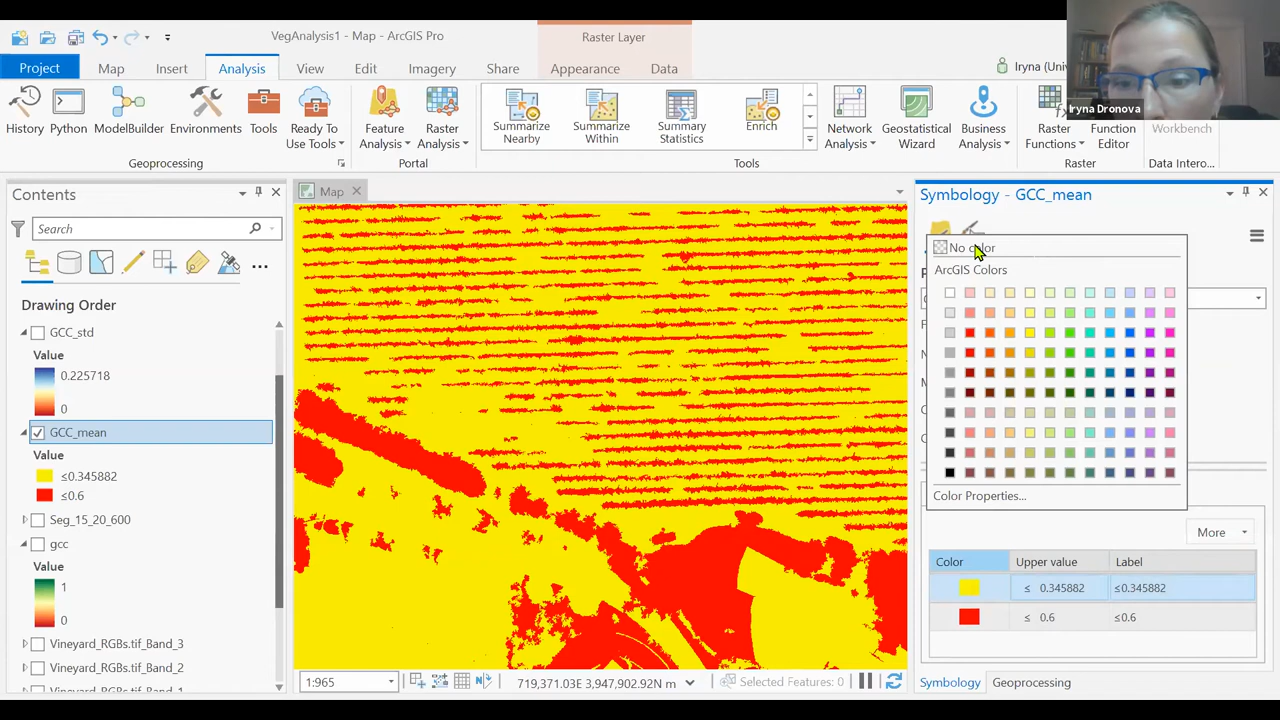 VegAnalysis1 - Map - ArcGIS Pro
Raster Layer
Project
Map
Insert
Analysis
View
Edit
Imagery
Share
Appearance
Data
Iryna (Uni
Iryna Dronova
History
Python
ModelBuilder
Environments
Tools
Ready To
Use Tools
Feature
Analysis
Raster
Analysis
Summarize
Nearby
Summarize
Within
Summary
Statistics
Enrich
Network
Analysis
Geostatistical
Wizard
Business
Analysis
Raster
Functions
Function
Editor
Workbench
Geoprocessing
Portal
Tools
Raster
Data Intero...
Contents
Search
Drawing Order
GCC_std
Value
0.225718
0
GCC_mean
Value
≤0.345882
≤0.6
Seg_15_20_600
gcc
Value
1
0
Vineyard_RGBs.tif_Band_3
Vineyard_RGBs.tif_Band_2
Vineyard_RGBs.tif_Band_1
Map
1:965
719,371.03E 3,947,902.92N m
Selected Features: 0
Symbology - GCC_mean
No color
ArcGIS Colors
Color Properties...
More
Color Upper value Label
≤ 0.345882 ≤0.345882
≤ 0.6 ≤0.6
Symbology
Geoprocessing